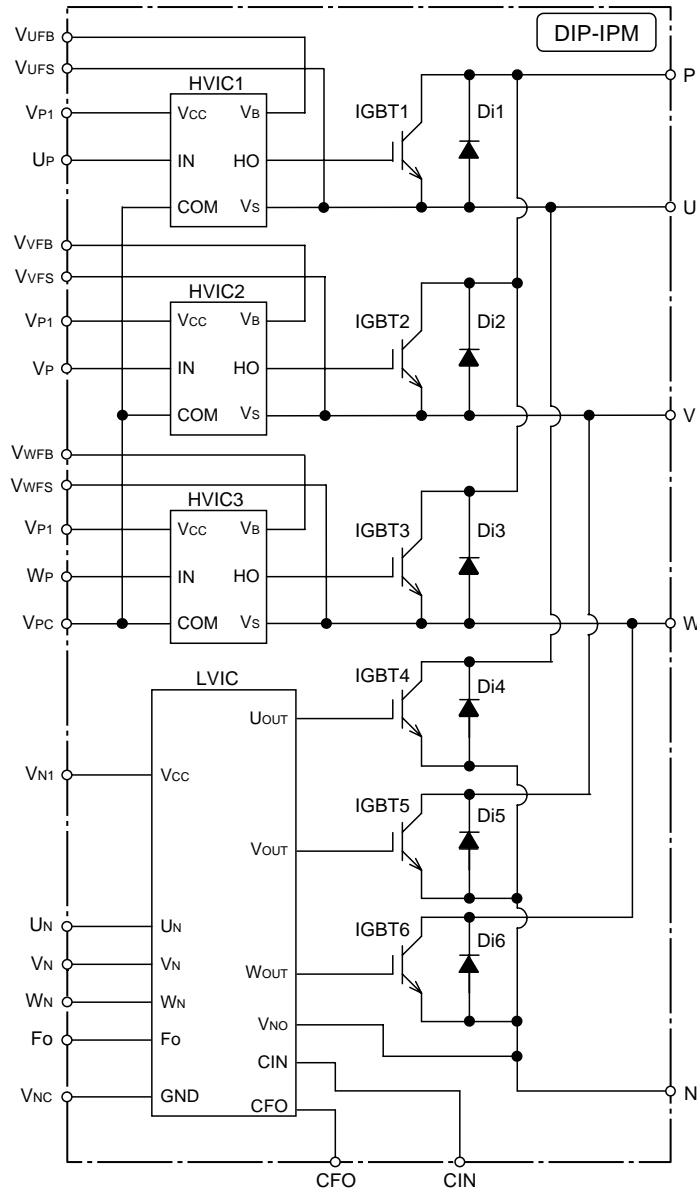 DIP-IPM
VUFB
VUFS
HVIC1
VP1
VCC
VB
IGBT1
Di1
P
UP
IN
HO
COM
VS
U
VVFB
VVFS
HVIC2
VP1
VCC
VB
IGBT2
Di2
VP
IN
HO
COM
VS
V
VWFB
VWFS
HVIC3
VP1
VCC
VB
IGBT3
Di3
WP
IN
HO
VPC
COM
VS
W
LVIC
IGBT4
Di4
UOUT
VN1
VCC
IGBT5
Di5
VOUT
IGBT6
Di6
UN
UN
VN
VN
WOUT
WN
WN
VNO
Fo
Fo
CIN
VNC
GND
CFO
N
CFO
CIN